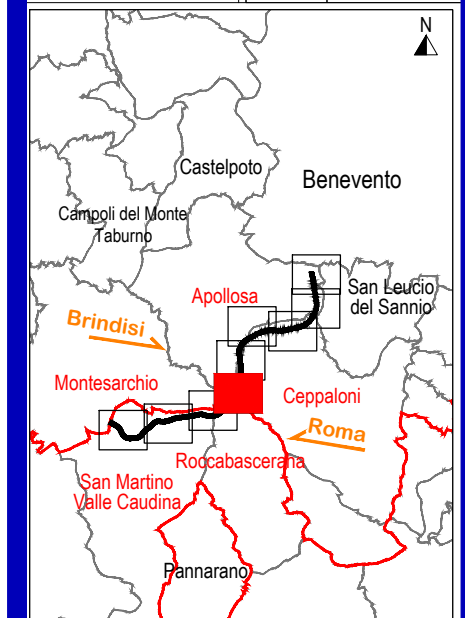 N
Castelpoto
Benevento
Campoli del Monte
Taburno
San Leucio
del Sannio
Apollosa
Brindisi
Montesarchio
Ceppaloni
Roma
Roccabascerana
San Martino
Valle Caudina
Pannarano